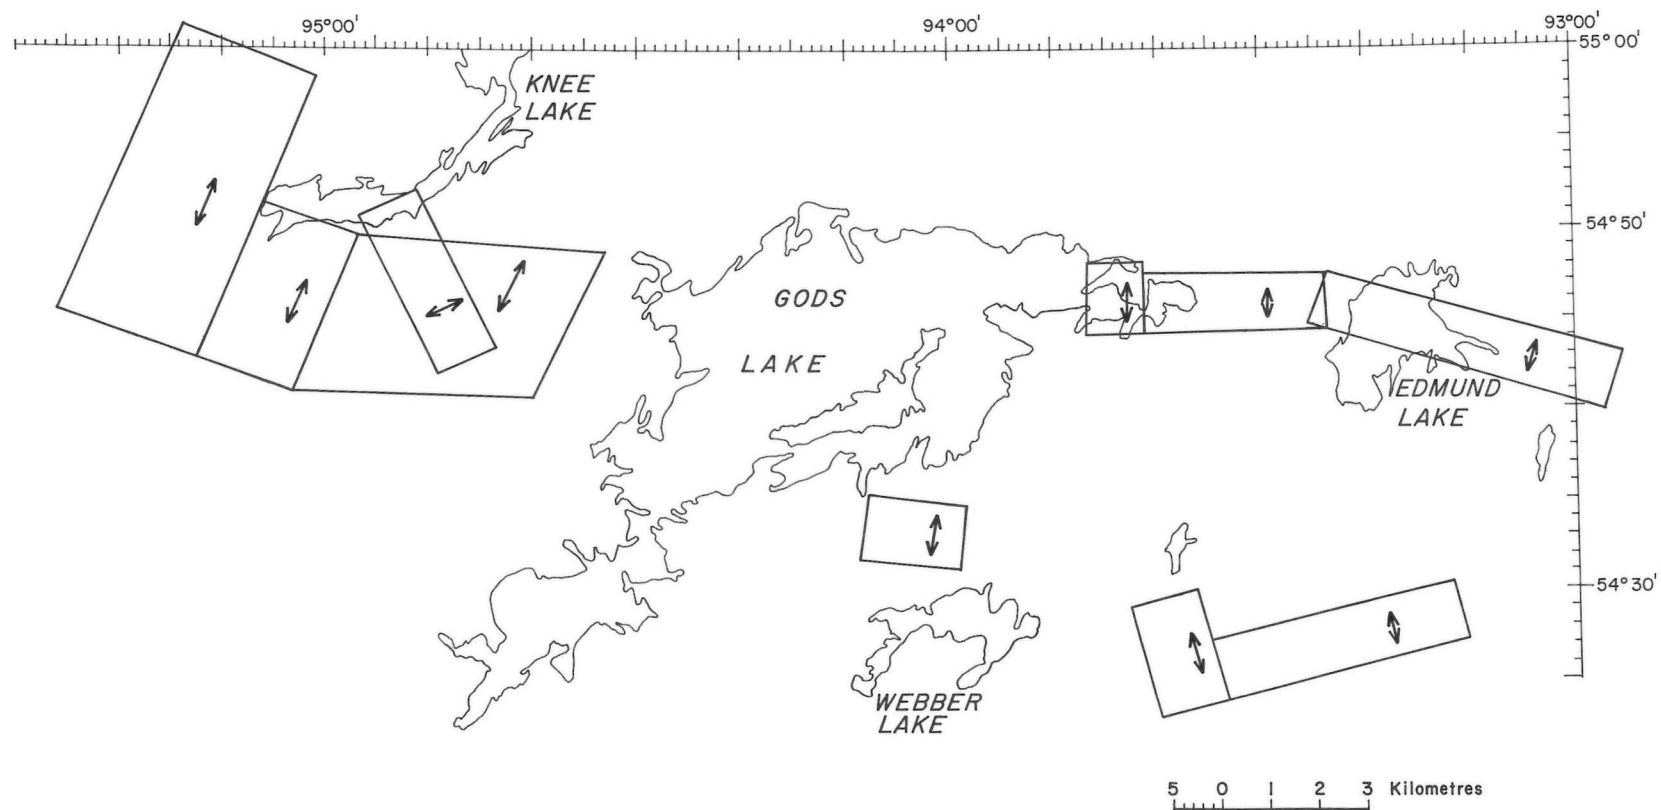 95°00' 94°00' 93°00'
55°00'
KNEE
LAKE
54°50'
GODS
LAKE
EDMUND
LAKE
54°30'
WEBBER
LAKE
5 0 1 2 3 Kilometres